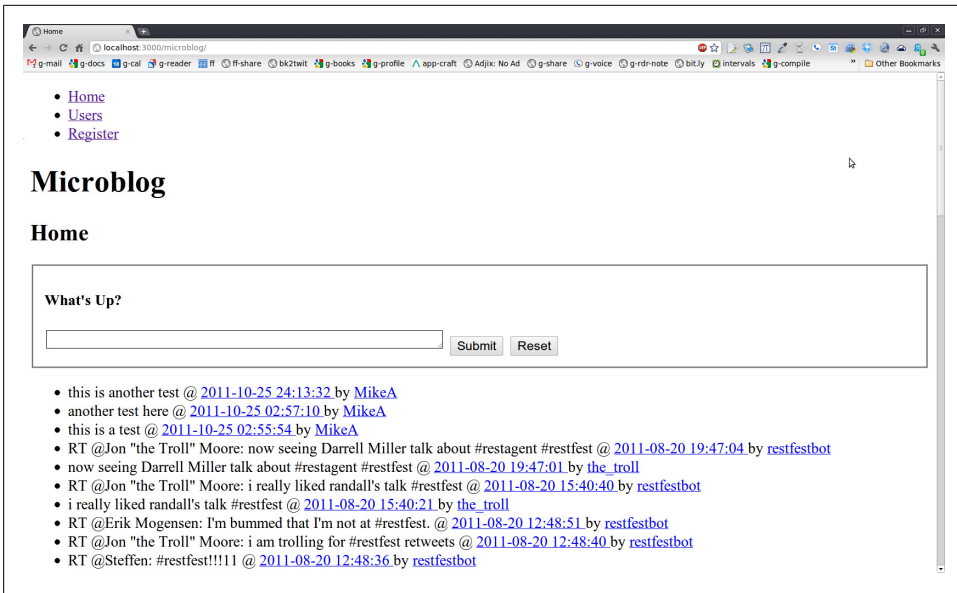 Home
localhost:3000/microblog/
g-mail g-docs g-cal g-reader ff ff-share bk2twit g-books g-profile app-craft Adjix: No Ad g-share g-voice g-rdr-note bit.ly intervals g-compile » Other Bookmarks
• Home
• Users
• Register
Microblog
Home
What's Up?
Submit Reset
• this is another test @ 2011-10-25 24:13:32 by MikeA
• another test here @ 2011-10-25 02:57:10 by MikeA
• this is a test @ 2011-10-25 02:55:54 by MikeA
• RT @Jon "the Troll" Moore: now seeing Darrell Miller talk about #restagent #restfest @ 2011-08-20 19:47:04 by restfestbot
• now seeing Darrell Miller talk about #restagent #restfest @ 2011-08-20 19:47:01 by the_troll
• RT @Jon "the Troll" Moore: i really liked randall's talk #restfest @ 2011-08-20 15:40:40 by restfestbot
• i really liked randall's talk #restfest @ 2011-08-20 15:40:21 by the_troll
• RT @Erik Mogensen: I'm bummed that I'm not at #restfest. @ 2011-08-20 12:48:51 by restfestbot
• RT @Jon "the Troll" Moore: i am trolling for #restfest retweets @ 2011-08-20 12:48:40 by restfestbot
• RT @Steffen: #restfest!!!11 @ 2011-08-20 12:48:36 by restfestbot